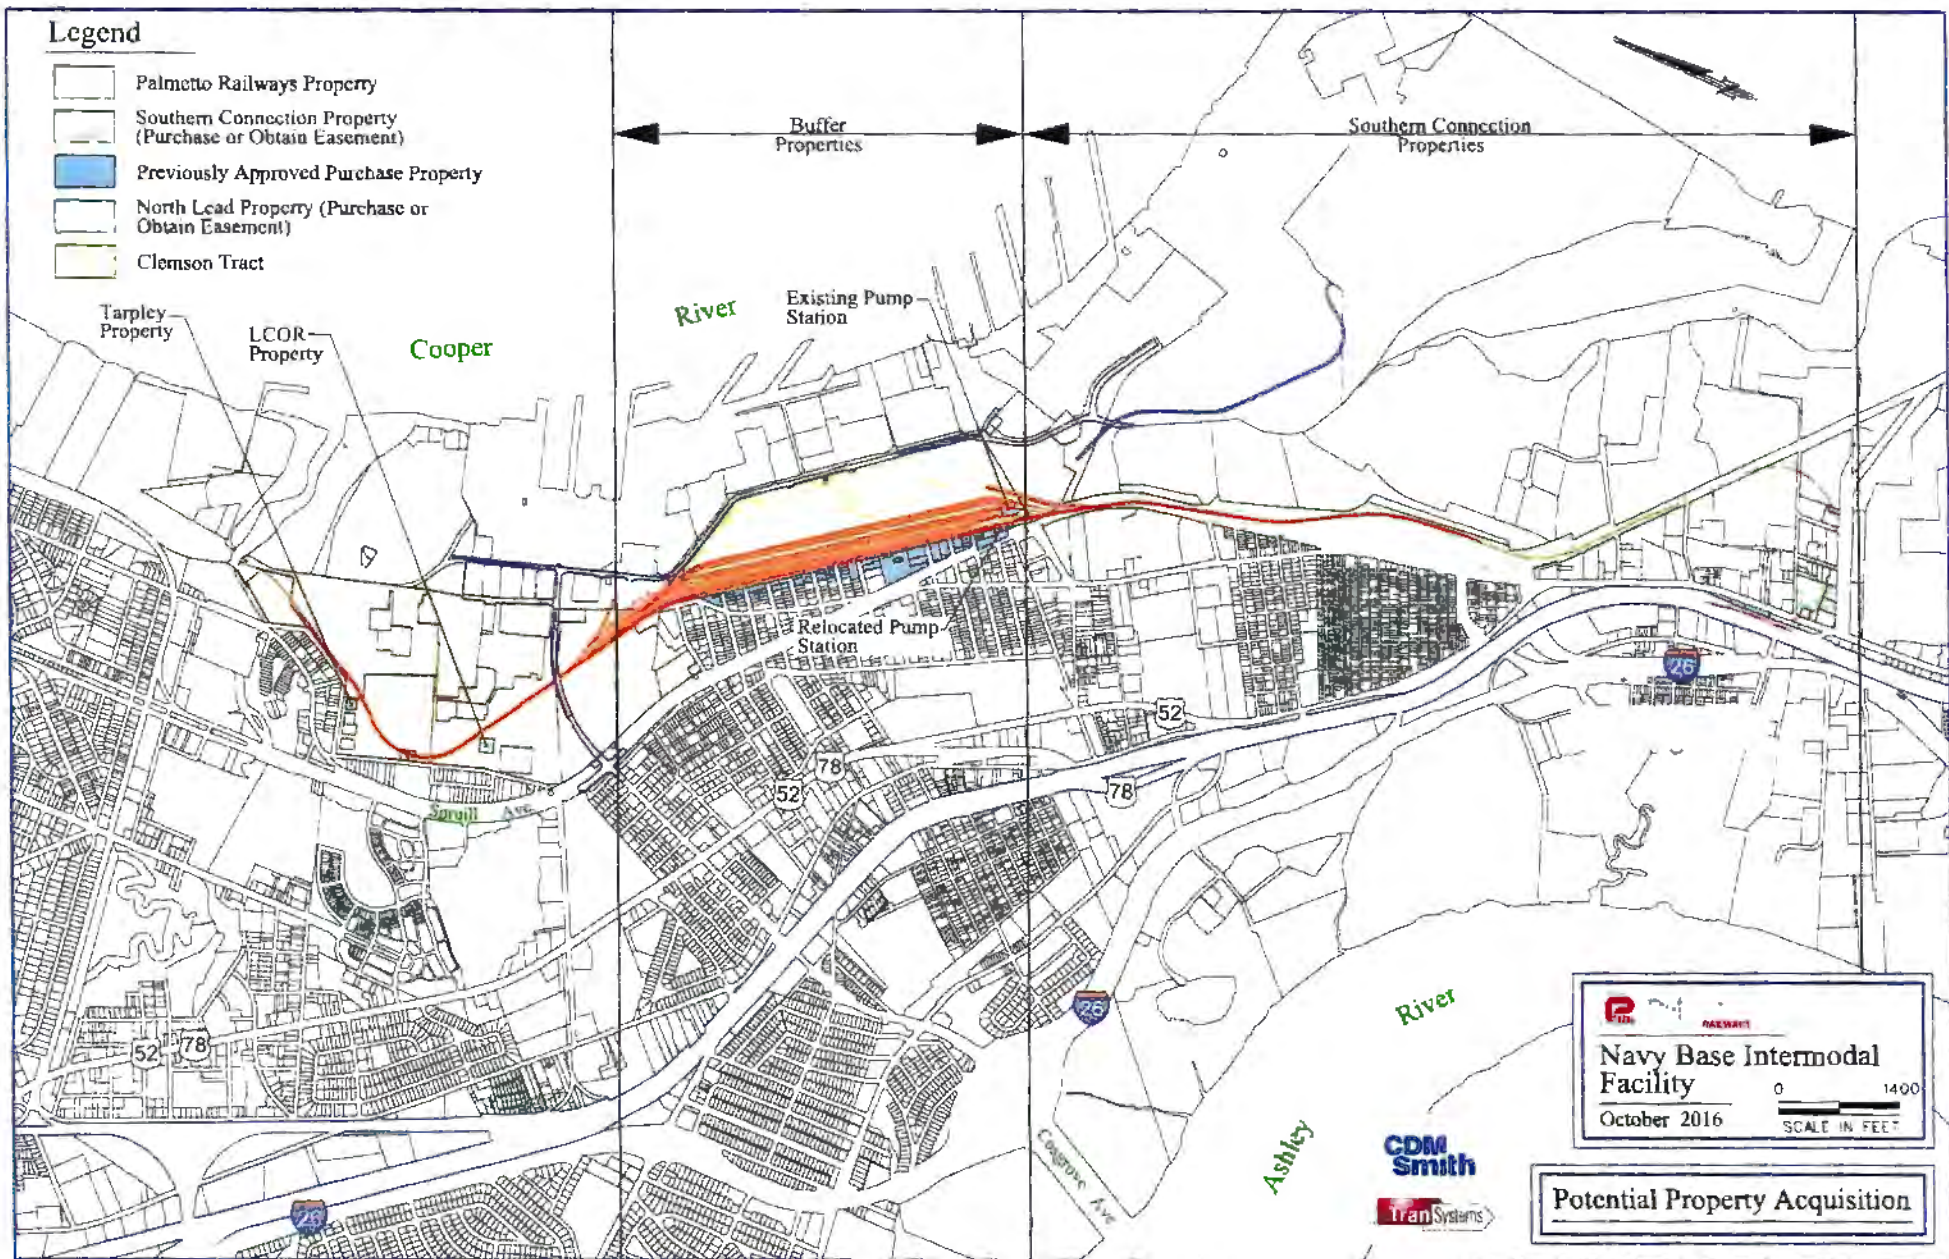 Legend
Palmetto Railways Property
Southern Connection Property
(Purchase or Obtain Easement)
Previously Approved Purchase Property
North Lead Property (Purchase or
Obtain Easement)
Clemson Tract
Buffer
Properties
Southern Connection
Properties
Tarpley
Property
LCOR
Property
Cooper
River
Existing Pump
Station
Relocated Pump
Station
Spruill Ave
52
78
52
78
26
52
78
26
26
Cosgrove Ave
Ashley
River
RAILWAYS
Navy Base Intermodal
Facility
October 2016
0 1400
SCALE IN FEET
CDM
Smith
TranSystems
Potential Property Acquisition